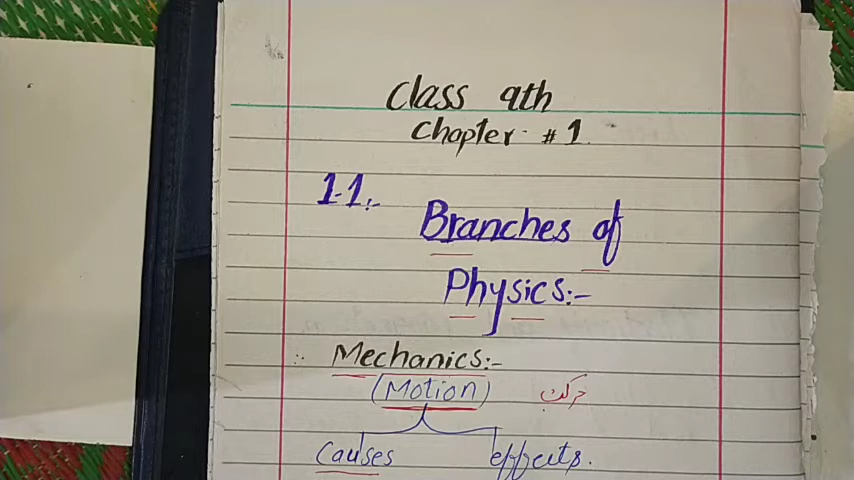 Class 9th
Chapter # 1
1.1:-
Branches of
Physics:-
Mechanics:-
(Motion) حرکت
Causes effects.